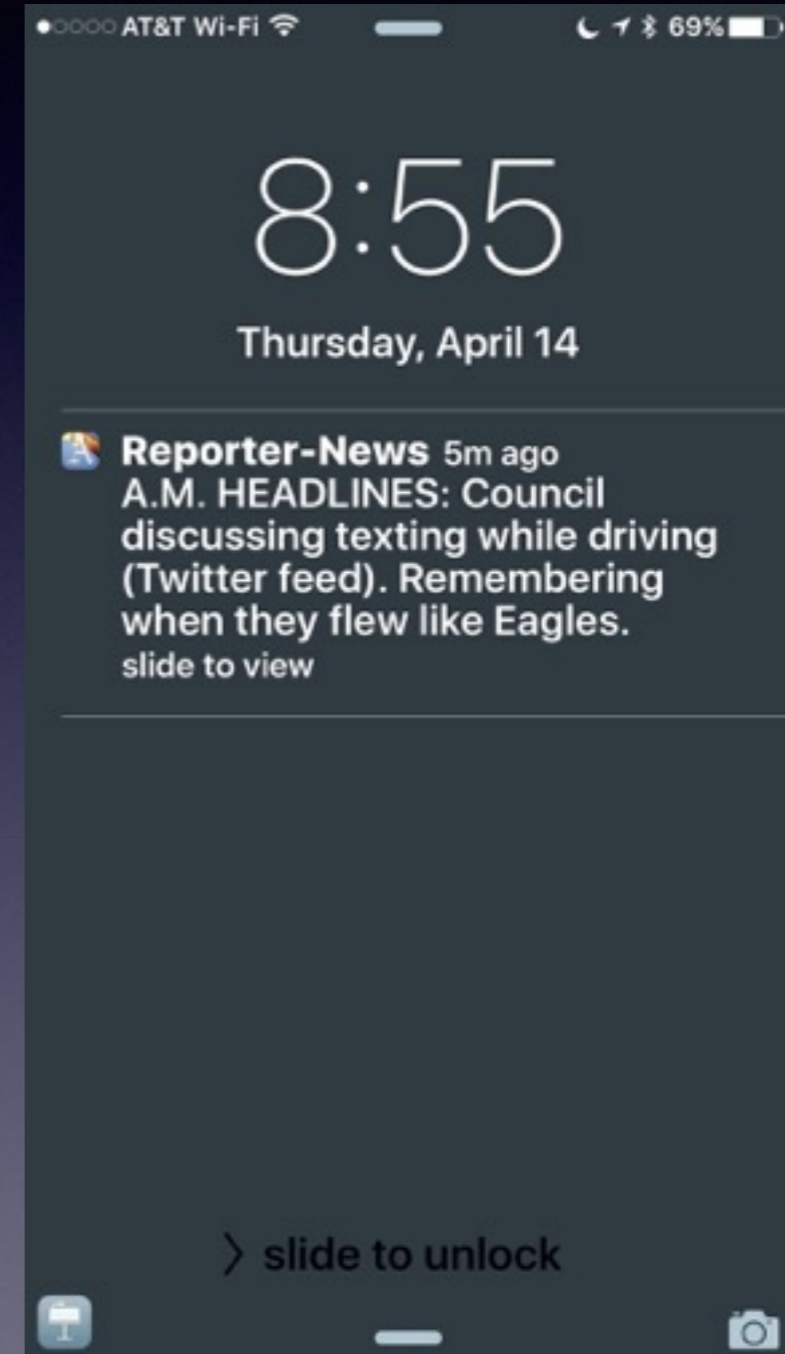 AT&T Wi-Fi 69%
8:55
Thursday, April 14
Reporter-News 5m ago
A.M. HEADLINES: Council
discussing texting while driving
(Twitter feed). Remembering
when they flew like Eagles.
slide to view
slide to unlock